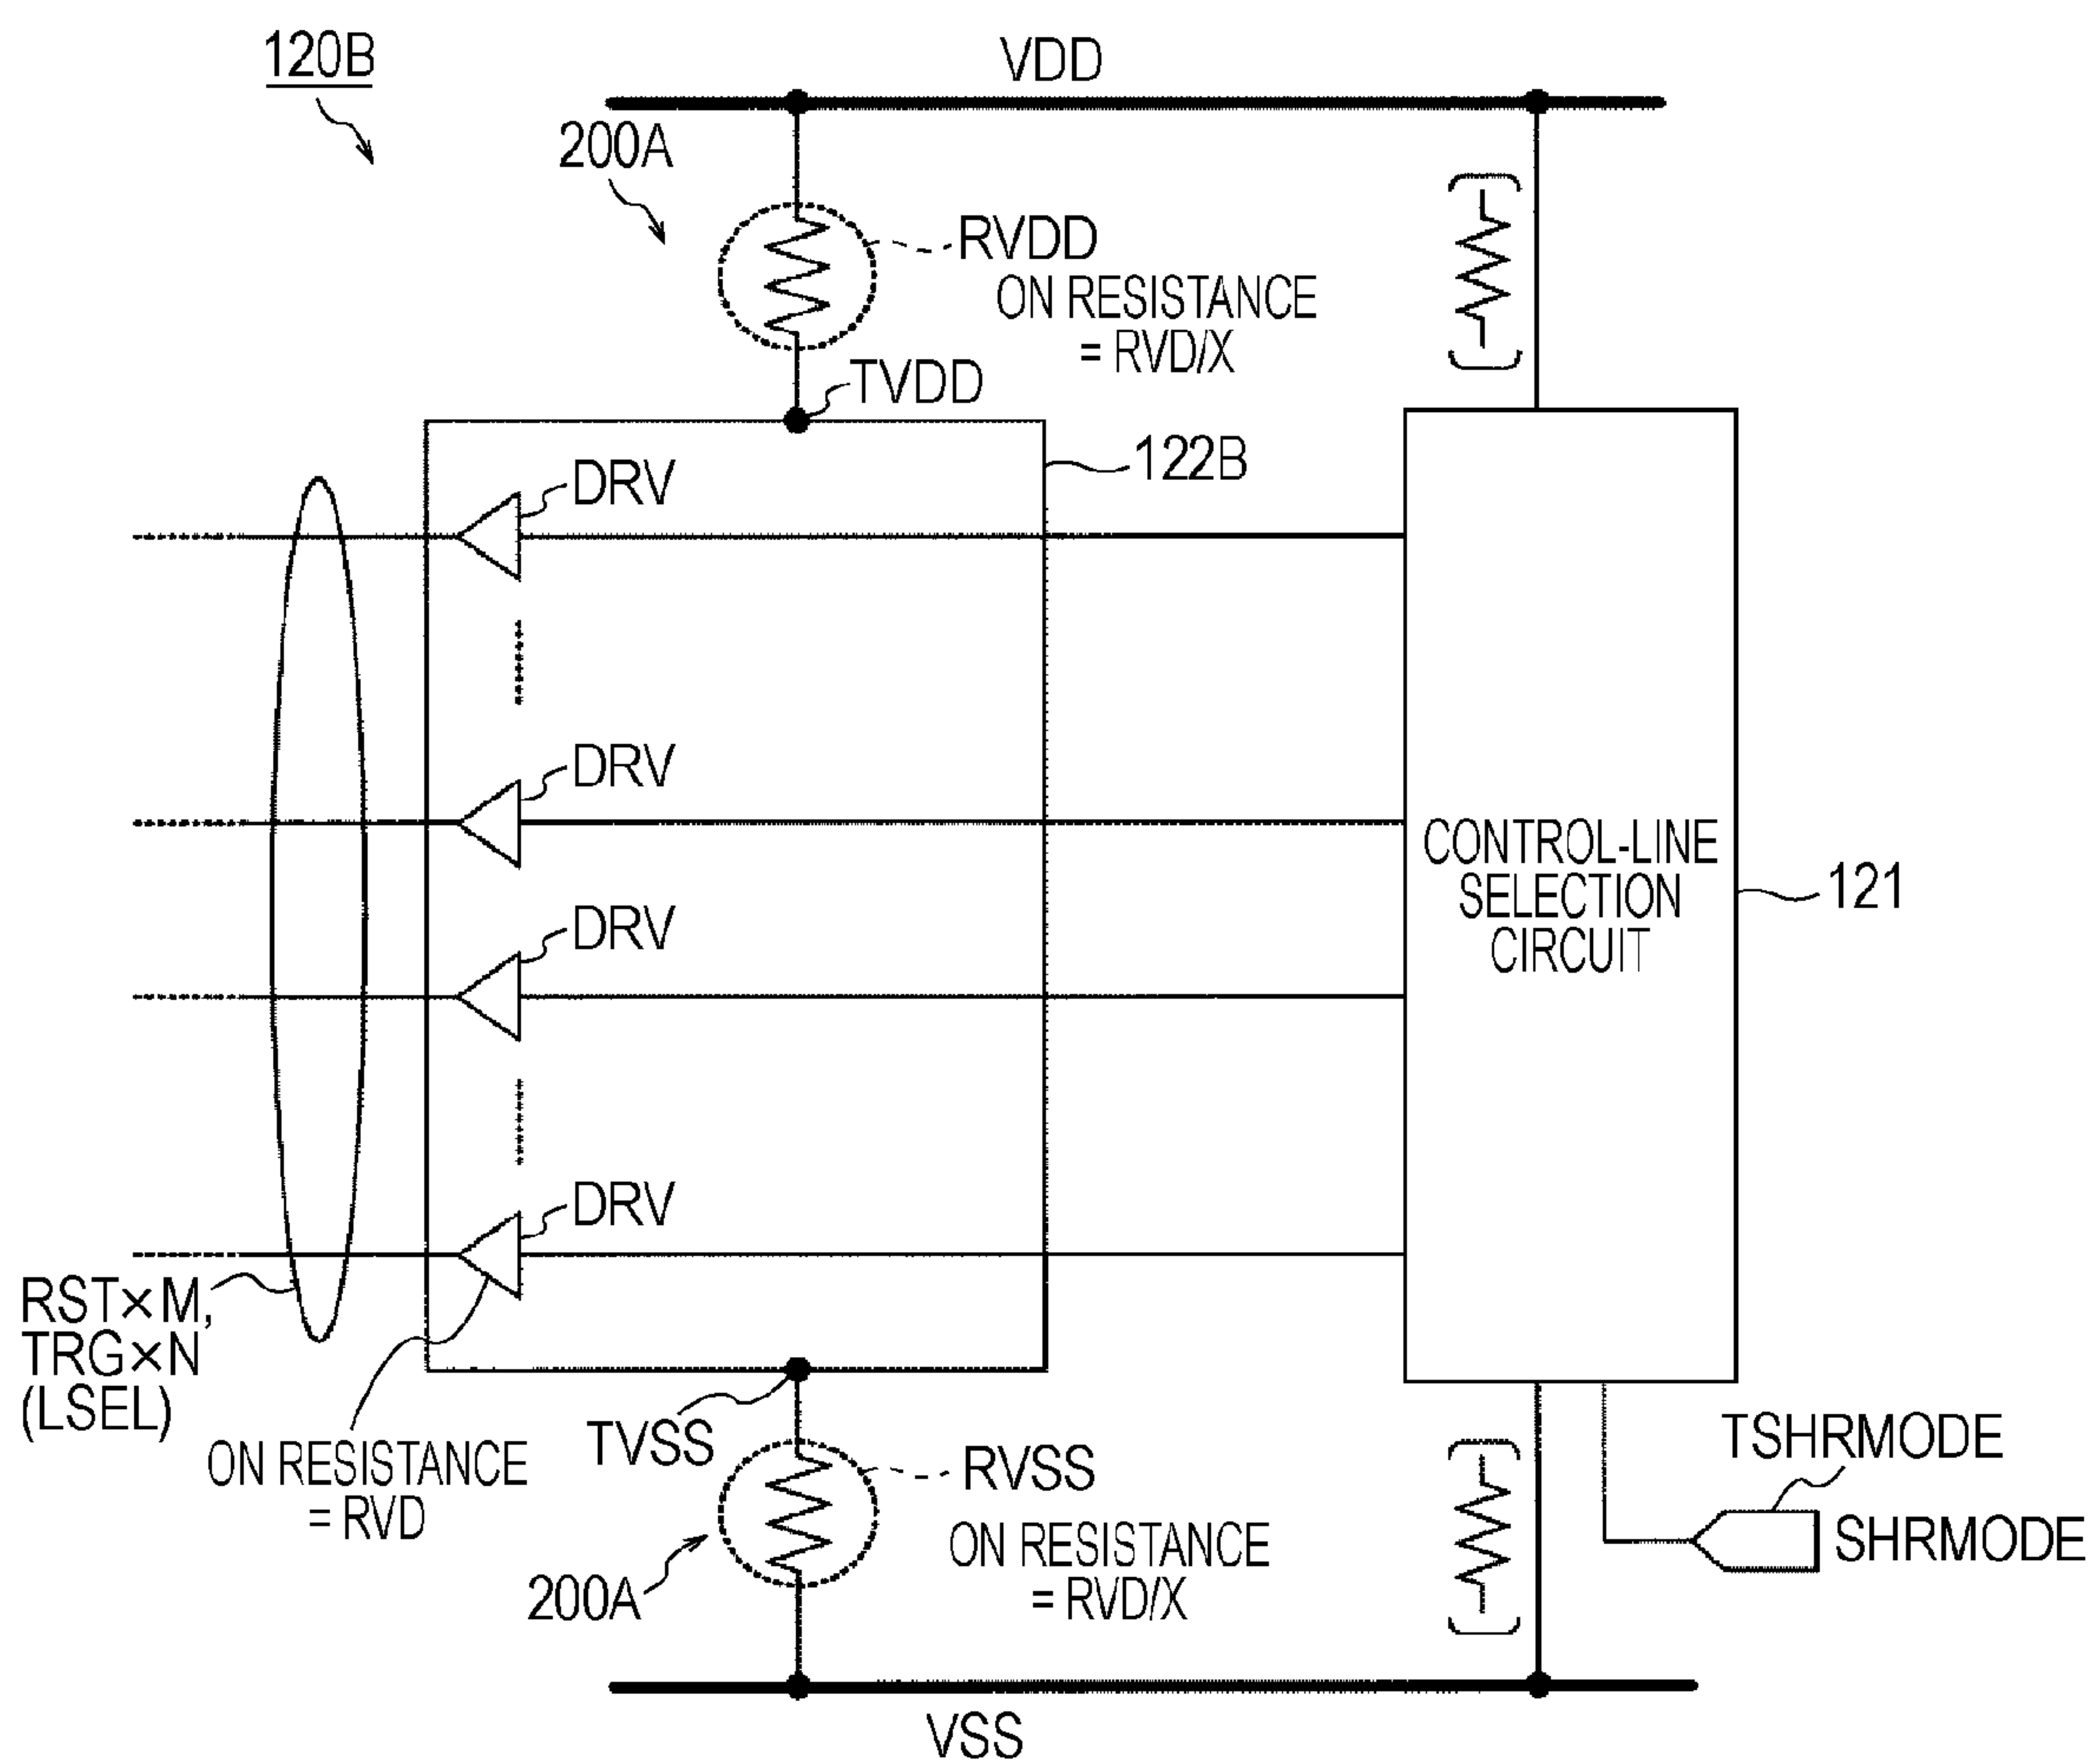 120B
VDD
200A
RVDD
ON RESISTANCE
= RVD/X
TVDD
122B
DRV
DRV
DRV
DRV
CONTROL-LINE
SELECTION
CIRCUIT
121
RST×M,
TRG×N
(LSEL)
ON RESISTANCE
= RVD
TVSS
RVSS
ON RESISTANCE
= RVD/X
200A
TSHRMODE
SHRMODE
VSS